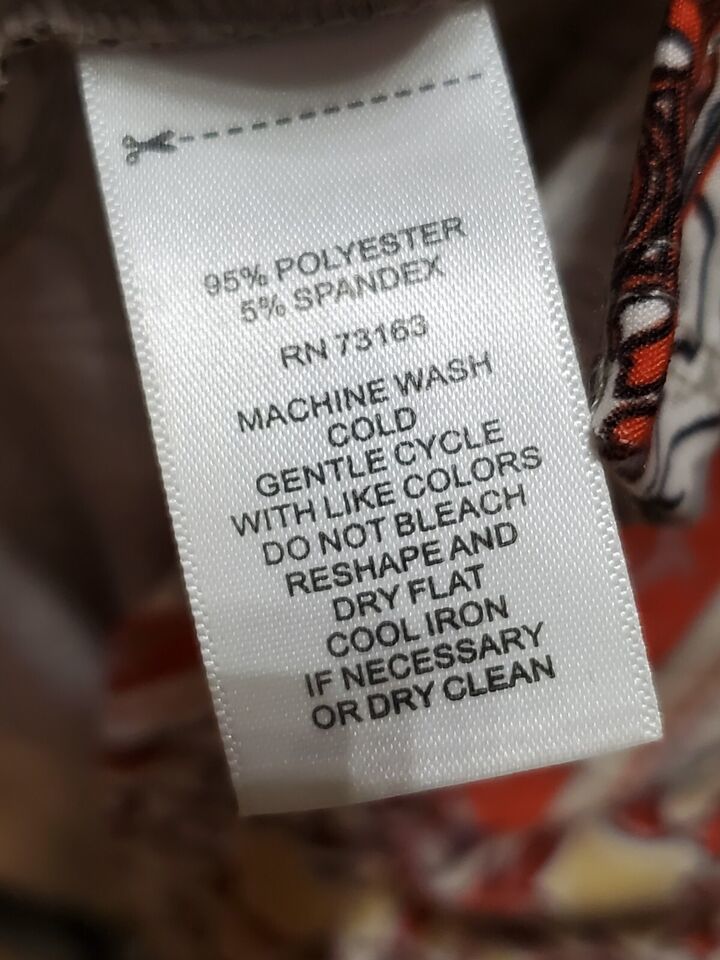 95% POLYESTER
5% SPANDEX
RN 73163
MACHINE WASH
COLD
GENTLE CYCLE
WITH LIKE COLORS
DO NOT BLEACH
RESHAPE AND
DRY FLAT
COOL IRON
IF NECESSARY
OR DRY CLEAN